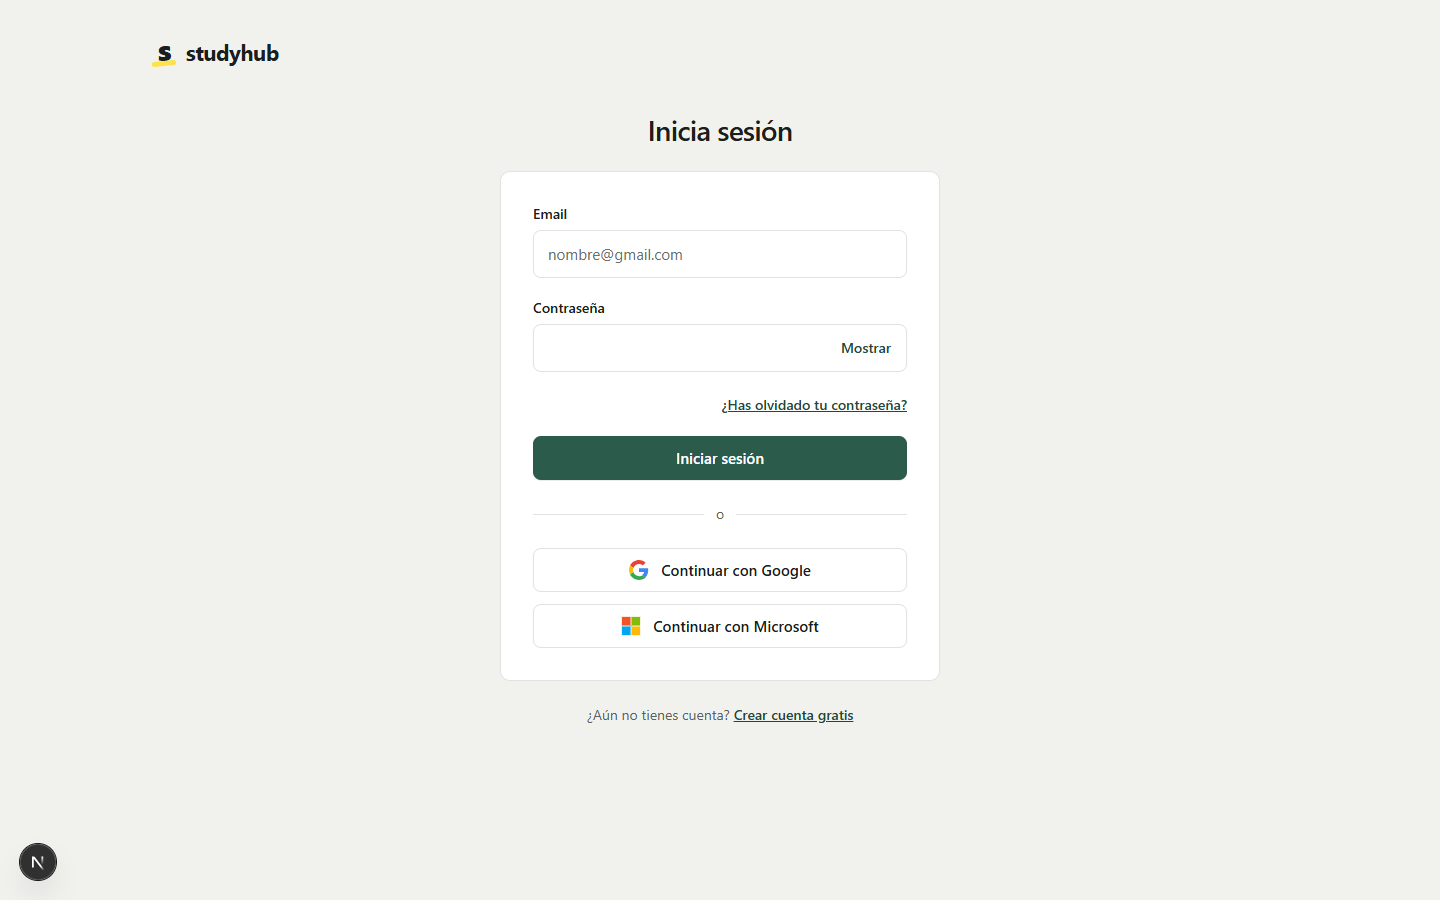 s studyhub
Inicia sesión
Email
nombre@gmail.com
Contraseña
Mostrar
¿Has olvidado tu contraseña?
Iniciar sesión
o
Continuar con Google
Continuar con Microsoft
¿Aún no tienes cuenta? Crear cuenta gratis
N